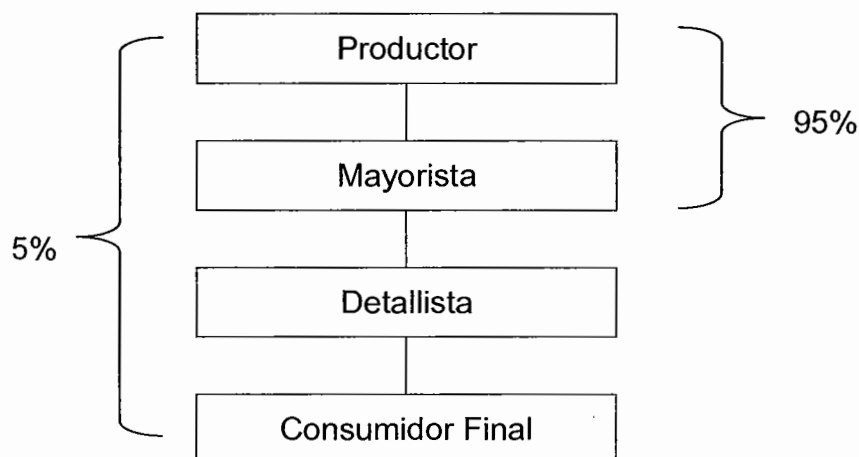 Productor
95%
Mayorista
5%
Detallista
Consumidor Final